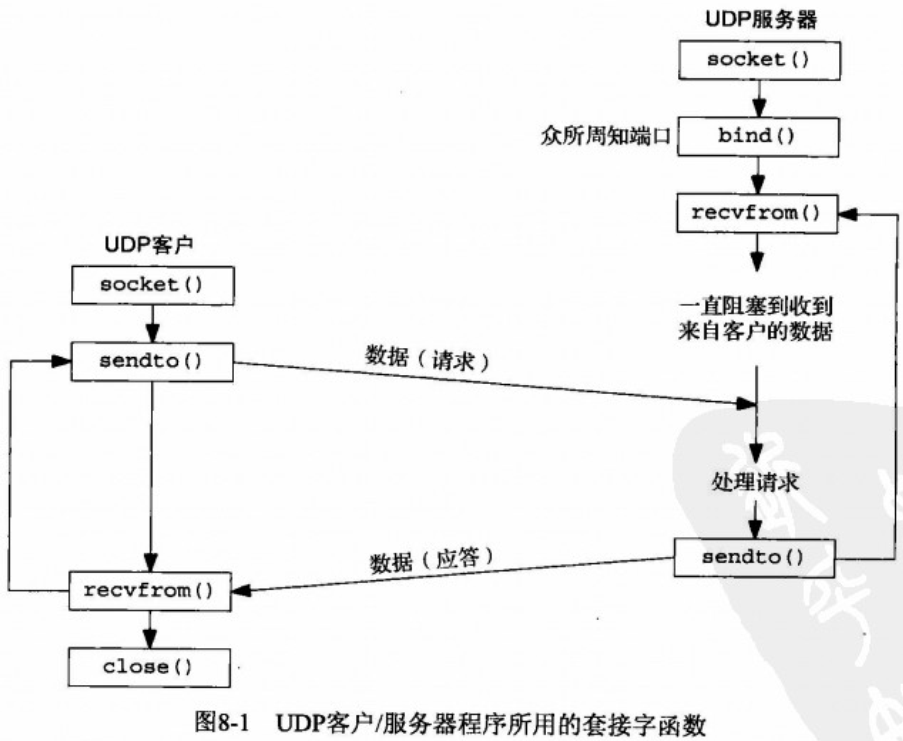 UDP服务器
socket()
众所周知端口
bind()
recvfrom()
UDP客户
socket()
一直阻塞到收到
来自客户的数据
sendto()
数据（请求）
处理请求
数据（应答）
sendto()
recvfrom()
close()
图8-1 UDP客户/服务器程序所用的套接字函数